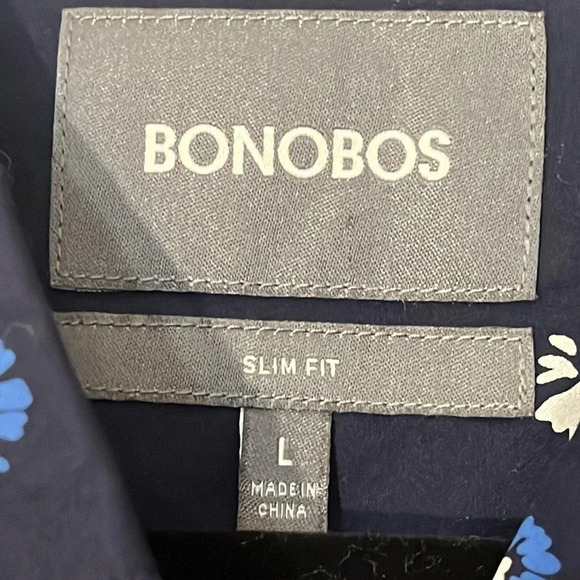 BONOBOS
SLIM FIT
L
MADE IN
CHINA